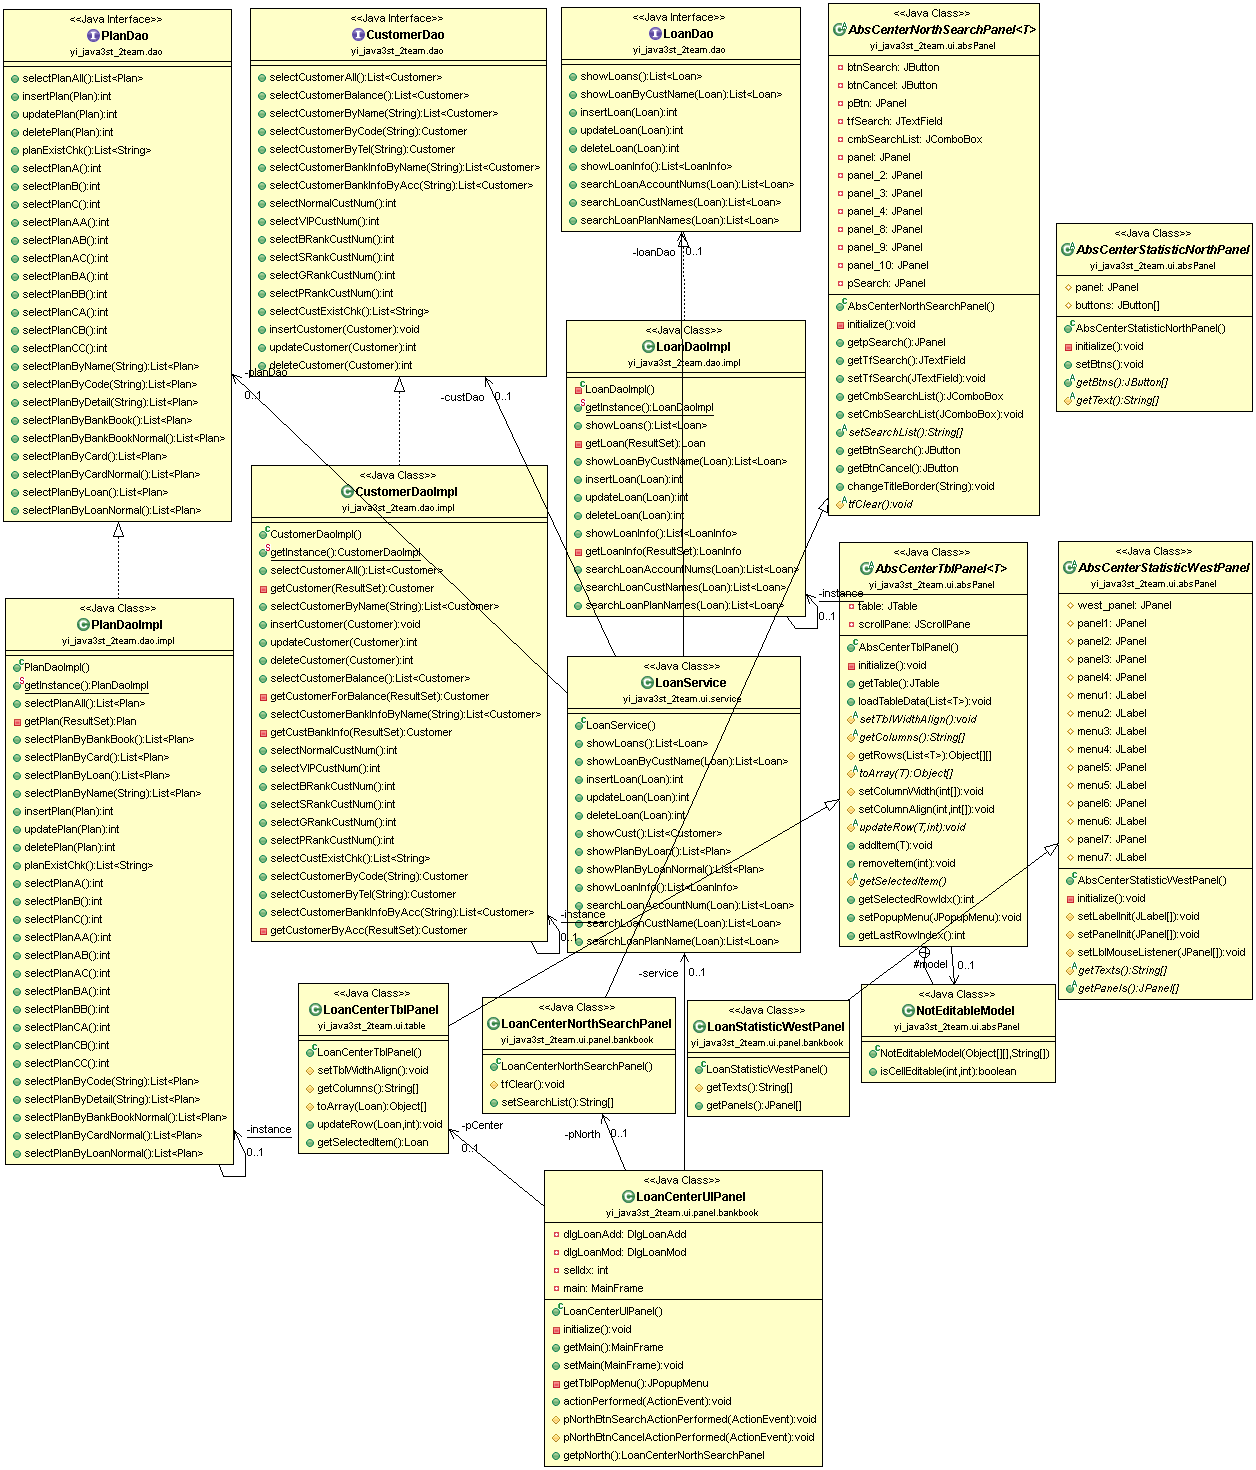 <<Java Interface>>
PlanDao
yi_java3st_2team.dao
selectPlanAll():List<Plan>
insertPlan(Plan):int
updatePlan(Plan):int
deletePlan(Plan):int
planExistChk():List<String>
selectPlanA():int
selectPlanB():int
selectPlanC():int
selectPlanAA():int
selectPlanAB():int
selectPlanAC():int
selectPlanBA():int
selectPlanBB():int
selectPlanCA():int
selectPlanCB():int
selectPlanCC():int
selectPlanByName(String):List<Plan>
selectPlanByCode(String):List<Plan>
selectPlanByDetail(String):List<Plan>
selectPlanByBankBook():List<Plan>
selectPlanByBankBookNormal():List<Plan>
selectPlanByCard():List<Plan>
selectPlanByCardNormal():List<Plan>
selectPlanByLoan():List<Plan>
selectPlanByLoanNormal():List<Plan>
<<Java Interface>>
CustomerDao
yi_java3st_2team.dao
selectCustomerAll():List<Customer>
selectCustomerBalance():List<Customer>
selectCustomerByName(String):List<Customer>
selectCustomerByCode(String):Customer
selectCustomerByTel(String):Customer
selectCustomerBankInfoByName(String):List<Customer>
selectCustomerBankInfoByAcc(String):List<Customer>
selectNormalCustNum():int
selectVIPCustNum():int
selectBRankCustNum():int
selectSRankCustNum():int
selectGRankCustNum():int
selectPRankCustNum():int
selectCustExistChk():List<String>
insertCustomer(Customer):void
updateCustomer(Customer):int
deleteCustomer(Customer):int
<<Java Interface>>
LoanDao
yi_java3st_2team.dao
showLoans():List<Loan>
showLoanByCustName(Loan):List<Loan>
insertLoan(Loan):int
updateLoan(Loan):int
deleteLoan(Loan):int
showLoanInfo():List<LoanInfo>
searchLoanAccountNums(Loan):List<Loan>
searchLoanCustNames(Loan):List<Loan>
searchLoanPlanNames(Loan):List<Loan>
<<Java Class>>
AbsCenterNorthSearchPanel<T>
yi_java3st_2team.ui.absPanel
btnSearch: JButton
btnCancel: JButton
pBtn: JPanel
tfSearch: JTextField
cmbSearchList: JComboBox
panel: JPanel
panel_2: JPanel
panel_3: JPanel
panel_4: JPanel
panel_8: JPanel
panel_9: JPanel
panel_10: JPanel
pSearch: JPanel
AbsCenterNorthSearchPanel()
initialize():void
getpSearch():JPanel
getTfSearch():JTextField
setTfSearch(JTextField):void
getCmbSearchList():JComboBox
setCmbSearchList(JComboBox):void
setSearchList():String[]
getBtnSearch():JButton
getBtnCancel():JButton
changeTitleBorder(String):void
tfClear():void
<<Java Class>>
AbsCenterStatisticNorthPanel
yi_java3st_2team.ui.absPanel
panel: JPanel
buttons: JButton[]
AbsCenterStatisticNorthPanel()
initialize():void
setBtns():void
getBtns():JButton[]
getText():String[]
-loanDao
0..1
-planDao
0..1
-custDao
0..1
<<Java Class>>
LoanDaoImpl
yi_java3st_2team.dao.impl
LoanDaoImpl()
getInstance():LoanDaoImpl
showLoans():List<Loan>
getLoan(ResultSet):Loan
showLoanByCustName(Loan):List<Loan>
insertLoan(Loan):int
updateLoan(Loan):int
deleteLoan(Loan):int
showLoanInfo():List<LoanInfo>
getLoanInfo(ResultSet):LoanInfo
searchLoanAccountNums(Loan):List<Loan>
searchLoanCustNames(Loan):List<Loan>
searchLoanPlanNames(Loan):List<Loan>
-instance
0..1
<<Java Class>>
CustomerDaoImpl
yi_java3st_2team.dao.impl
CustomerDaoImpl()
getInstance():CustomerDaoImpl
selectCustomerAll():List<Customer>
getCustomer(ResultSet):Customer
selectCustomerByName(String):List<Customer>
insertCustomer(Customer):void
updateCustomer(Customer):int
deleteCustomer(Customer):int
selectCustomerBalance():List<Customer>
getCustomerForBalance(ResultSet):Customer
selectCustomerBankInfoByName(String):List<Customer>
getCustBankInfo(ResultSet):Customer
selectNormalCustNum():int
selectVIPCustNum():int
selectBRankCustNum():int
selectSRankCustNum():int
selectGRankCustNum():int
selectPRankCustNum():int
selectCustExistChk():List<String>
selectCustomerByCode(String):Customer
selectCustomerByTel(String):Customer
selectCustomerBankInfoByAcc(String):List<Customer>
getCustomerByAcc(ResultSet):Customer
-instance
0..1
<<Java Class>>
PlanDaoImpl
yi_java3st_2team.dao.impl
PlanDaoImpl()
getInstance():PlanDaoImpl
selectPlanAll():List<Plan>
getPlan(ResultSet):Plan
selectPlanByBankBook():List<Plan>
selectPlanByCard():List<Plan>
selectPlanByLoan():List<Plan>
selectPlanByName(String):List<Plan>
insertPlan(Plan):int
updatePlan(Plan):int
deletePlan(Plan):int
planExistChk():List<String>
selectPlanA():int
selectPlanB():int
selectPlanC():int
selectPlanAA():int
selectPlanAB():int
selectPlanAC():int
selectPlanBA():int
selectPlanBB():int
selectPlanCA():int
selectPlanCB():int
selectPlanCC():int
selectPlanByCode(String):List<Plan>
selectPlanByDetail(String):List<Plan>
selectPlanByBankBookNormal():List<Plan>
selectPlanByCardNormal():List<Plan>
selectPlanByLoanNormal():List<Plan>
-instance
0..1
<<Java Class>>
LoanService
yi_java3st_2team.ui.service
LoanService()
showLoans():List<Loan>
showLoanByCustName(Loan):List<Loan>
insertLoan(Loan):int
updateLoan(Loan):int
deleteLoan(Loan):int
showCust():List<Customer>
showPlanByLoan():List<Plan>
showPlanByLoanNormal():List<Plan>
showLoanInfo():List<LoanInfo>
searchLoanAccountNum(Loan):List<Loan>
searchLoanCustName(Loan):List<Loan>
searchLoanPlanName(Loan):List<Loan>
<<Java Class>>
AbsCenterTblPanel<T>
yi_java3st_2team.ui.absPanel
table: JTable
scrollPane: JScrollPane
AbsCenterTblPanel()
initialize():void
getTable():JTable
loadTableData(List<T>):void
setTblWidthAlign():void
getColumns():String[]
getRows(List<T>):Object[][]
toArray(T):Object[]
setColumnWidth(int[]):void
setColumnAlign(int,int[]):void
updateRow(T,int):void
addItem(T):void
removeItem(int):void
getSelectedItem()
getSelectedRowIdx():int
setPopupMenu(JPopupMenu):void
getLastRowIndex():int
<<Java Class>>
AbsCenterStatisticWestPanel
yi_java3st_2team.ui.absPanel
west_panel: JPanel
panel1: JPanel
panel2: JPanel
panel3: JPanel
panel4: JPanel
menu1: JLabel
menu2: JLabel
menu3: JLabel
menu4: JLabel
panel5: JPanel
menu5: JLabel
panel6: JPanel
menu6: JLabel
panel7: JPanel
menu7: JLabel
AbsCenterStatisticWestPanel()
initialize():void
setLabelInit(JLabel[]):void
setPanelInit(JPanel[]):void
setLblMouseListener(JPanel[]):void
getTexts():String[]
getPanels():JPanel[]
#model
0..1
-service
0..1
<<Java Class>>
LoanCenterTblPanel
yi_java3st_2team.ui.table
LoanCenterTblPanel()
setTblWidthAlign():void
getColumns():String[]
toArray(Loan):Object[]
updateRow(Loan,int):void
getSelectedItem():Loan
<<Java Class>>
LoanCenterNorthSearchPanel
yi_java3st_2team.ui.panel.bankbook
LoanCenterNorthSearchPanel()
tfClear():void
setSearchList():String[]
<<Java Class>>
LoanStatisticWestPanel
yi_java3st_2team.ui.panel.bankbook
LoanStatisticWestPanel()
getTexts():String[]
getPanels():JPanel[]
<<Java Class>>
NotEditableModel
yi_java3st_2team.ui.absPanel
NotEditableModel(Object[][],String[])
isCellEditable(int,int):boolean
-pCenter
0..1
-pNorth
0..1
<<Java Class>>
LoanCenterUIPanel
yi_java3st_2team.ui.panel.bankbook
dlgLoanAdd: DlgLoanAdd
dlgLoanMod: DlgLoanMod
selIdx: int
main: MainFrame
LoanCenterUIPanel()
initialize():void
getMain():MainFrame
setMain(MainFrame):void
getTblPopMenu():JPopupMenu
actionPerformed(ActionEvent):void
pNorthBtnSearchActionPerformed(ActionEvent):void
pNorthBtnCancelActionPerformed(ActionEvent):void
getpNorth():LoanCenterNorthSearchPanel